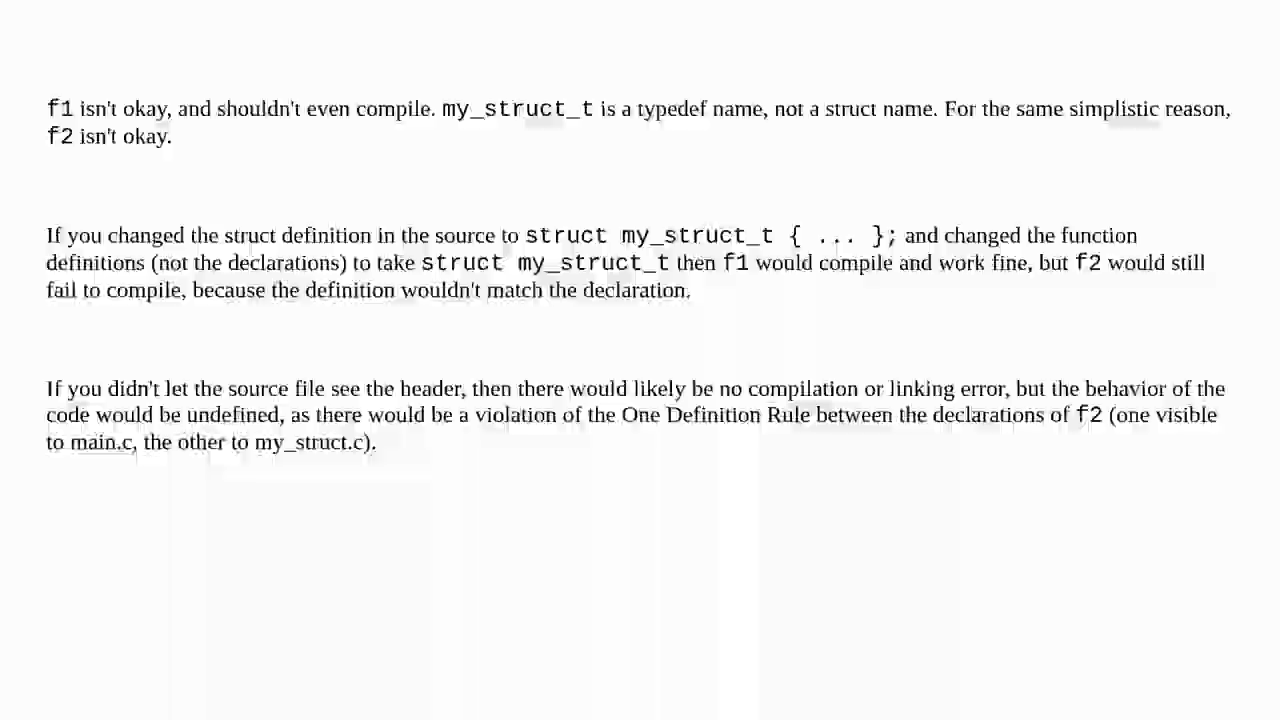 f1 isn't okay, and shouldn't even compile. my_struct_t is a typedef name, not a struct name. For the same simplistic reason,
f2 isn't okay.
If you changed the struct definition in the source to struct my_struct_t { ... }; and changed the function
definitions (not the declarations) to take struct my_struct_t then f1 would compile and work fine, but f2 would still
fail to compile, because the definition wouldn't match the declaration.
If you didn't let the source file see the header, then there would likely be no compilation or linking error, but the behavior of the
code would be undefined, as there would be a violation of the One Definition Rule between the declarations of f2 (one visible
to main.c, the other to my_struct.c).